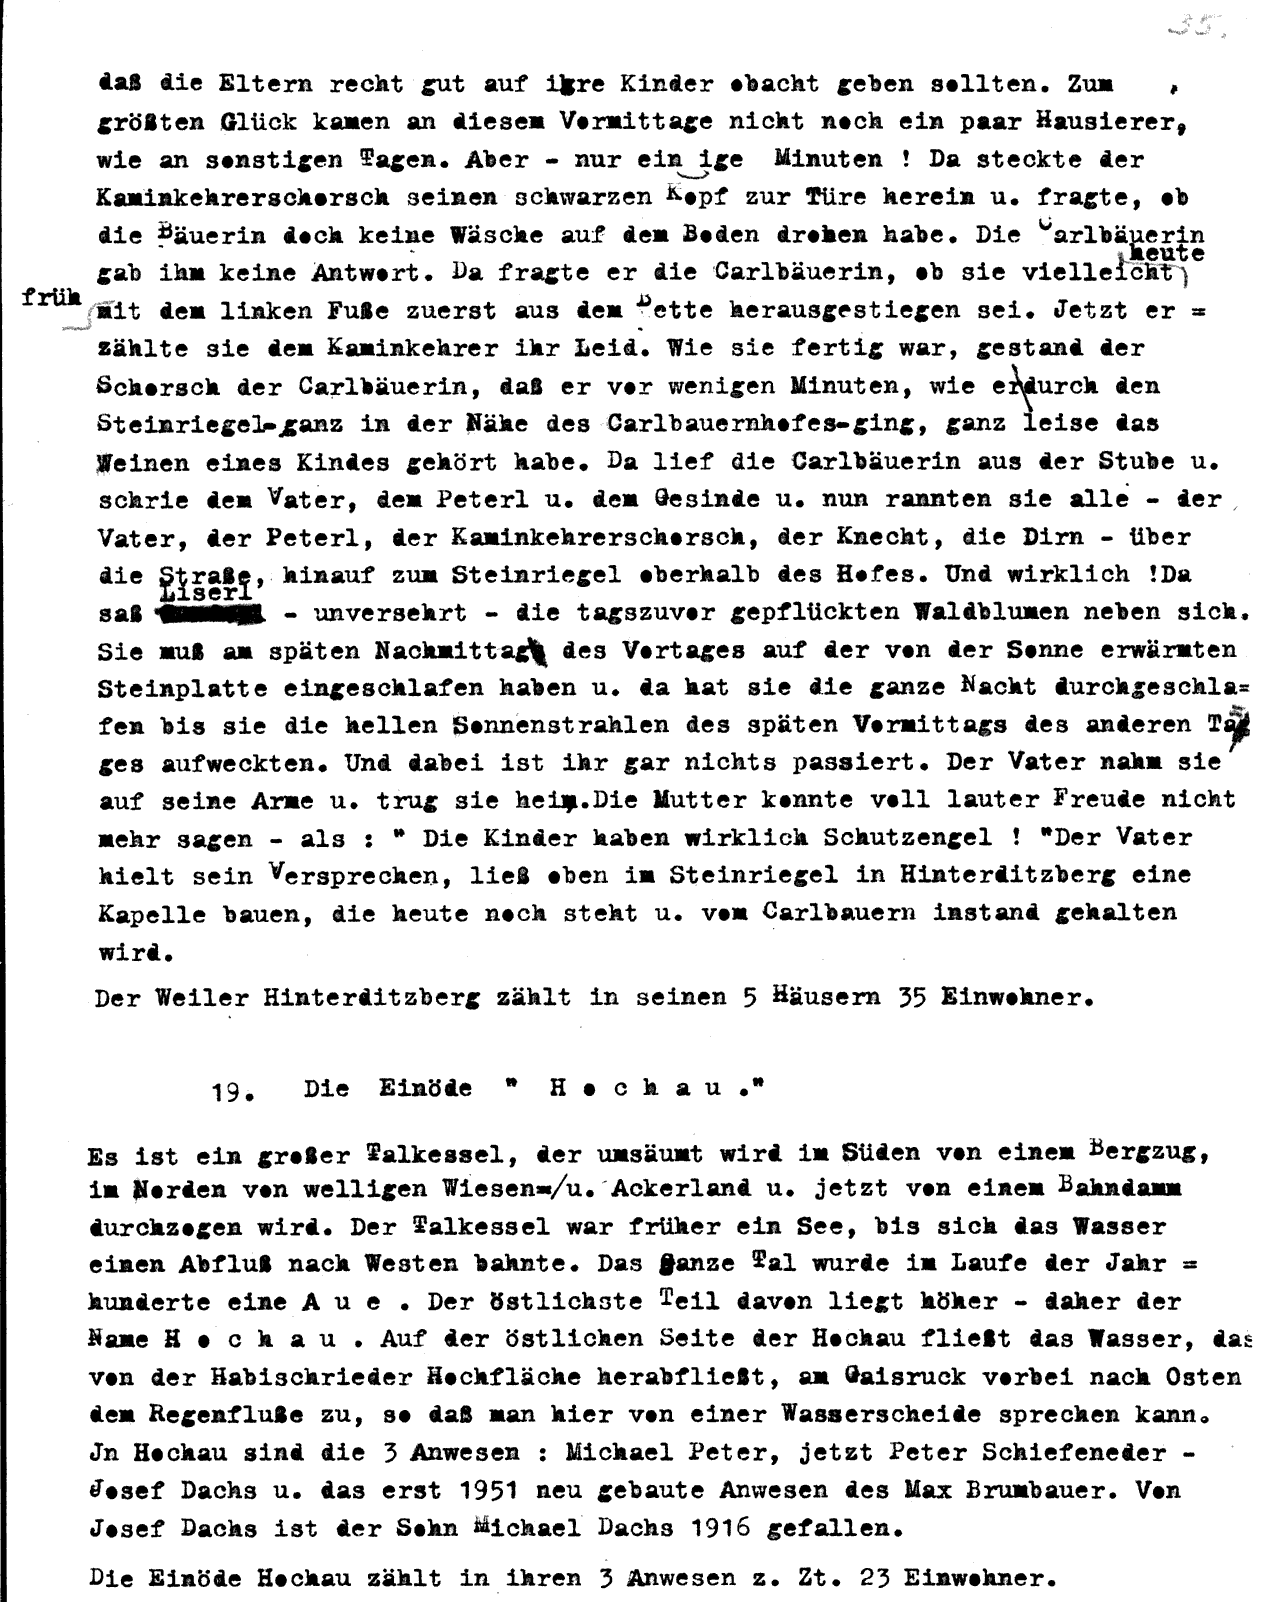 35.
daß die Eltern recht gut auf ihre Kinder obacht geben sollten. Zum
größten Glück kamen an diesem Vormittage nicht noch ein paar Hausierer,
wie an sonstigen Tagen. Aber - nur ein ige Minuten ! Da steckte der
Kaminkehrerschorsch seinen schwarzen Kopf zur Türe herein u. fragte, ob
die Bäuerin doch keine Wäsche auf dem Boden droben habe. Die Carlbäuerin
heute
gab ihm keine Antwort. Da fragte er die Carlbäuerin, ob sie vielleicht
früh
mit dem linken Fuße zuerst aus dem Bette herausgestiegen sei. Jetzt er =
zählte sie dem Kaminkehrer ihr Leid. Wie sie fertig war, gestand der
Schorsch der Carlbäuerin, daß er vor wenigen Minuten, wie er durch den
Steinriegel-ganz in der Nähe des Carlbauernhofes-ging, ganz leise das
Weinen eines Kindes gehört habe. Da lief die Carlbäuerin aus der Stube u.
schrie dem Vater, dem Peterl u. dem Gesinde u. nun rannten sie alle - der
Vater, der Peterl, der Kaminkehrerschorsch, der Knecht, die Dirn - über
die Straße, hinauf zum Steinriegel oberhalb des Hofes. Und wirklich !Da
Liserl
saß - unversehrt - die tagszuvor gepflückten Waldblumen neben sich.
Sie muß am späten Nachmittag des Vortages auf der von der Sonne erwärmten
Steinplatte eingeschlafen haben u. da hat sie die ganze Nacht durchgeschla=
fen bis sie die hellen Sonnenstrahlen des späten Vormittags des anderen Ta
ges aufweckten. Und dabei ist ihr gar nichts passiert. Der Vater nahm sie
auf seine Arme u. trug sie heim.Die Mutter konnte voll lauter Freude nicht
mehr sagen - als : " Die Kinder haben wirklich Schutzengel ! "Der Vater
hielt sein Versprechen, ließ oben im Steinriegel in Hinterditzberg eine
Kapelle bauen, die heute noch steht u. vom Carlbauern instand gehalten
wird.
Der Weiler Hinterditzberg zählt in seinen 5 Häusern 35 Einwohner.
19. Die Einöde " H o c h a u ."
Es ist ein großer Talkessel, der umsäumt wird im Süden von einem Bergzug,
im Norden von welligen Wiesen=/u. Ackerland u. jetzt von einem Bahndamm
durchzogen wird. Der Talkessel war früher ein See, bis sich das Wasser
einen Abfluß nach Westen bahnte. Das ganze Tal wurde im Laufe der Jahr =
hunderte eine A u e . Der östlichste Teil davon liegt höher - daher der
Name H o c h a u . Auf der östlichen Seite der Hochau fließt das Wasser, das
von der Habischrieder Hochfläche herabfließt, am Gaisruck vorbei nach Osten
dem Regenfluße zu, so daß man hier von einer Wasserscheide sprechen kann.
Jn Hochau sind die 3 Anwesen : Michael Peter, jetzt Peter Schiefeneder -
Josef Dachs u. das erst 1951 neu gebaute Anwesen des Max Brumbauer. Von
Josef Dachs ist der Sohn Michael Dachs 1916 gefallen.
Die Einöde Hochau zählt in ihren 3 Anwesen z. Zt. 23 Einwohner.